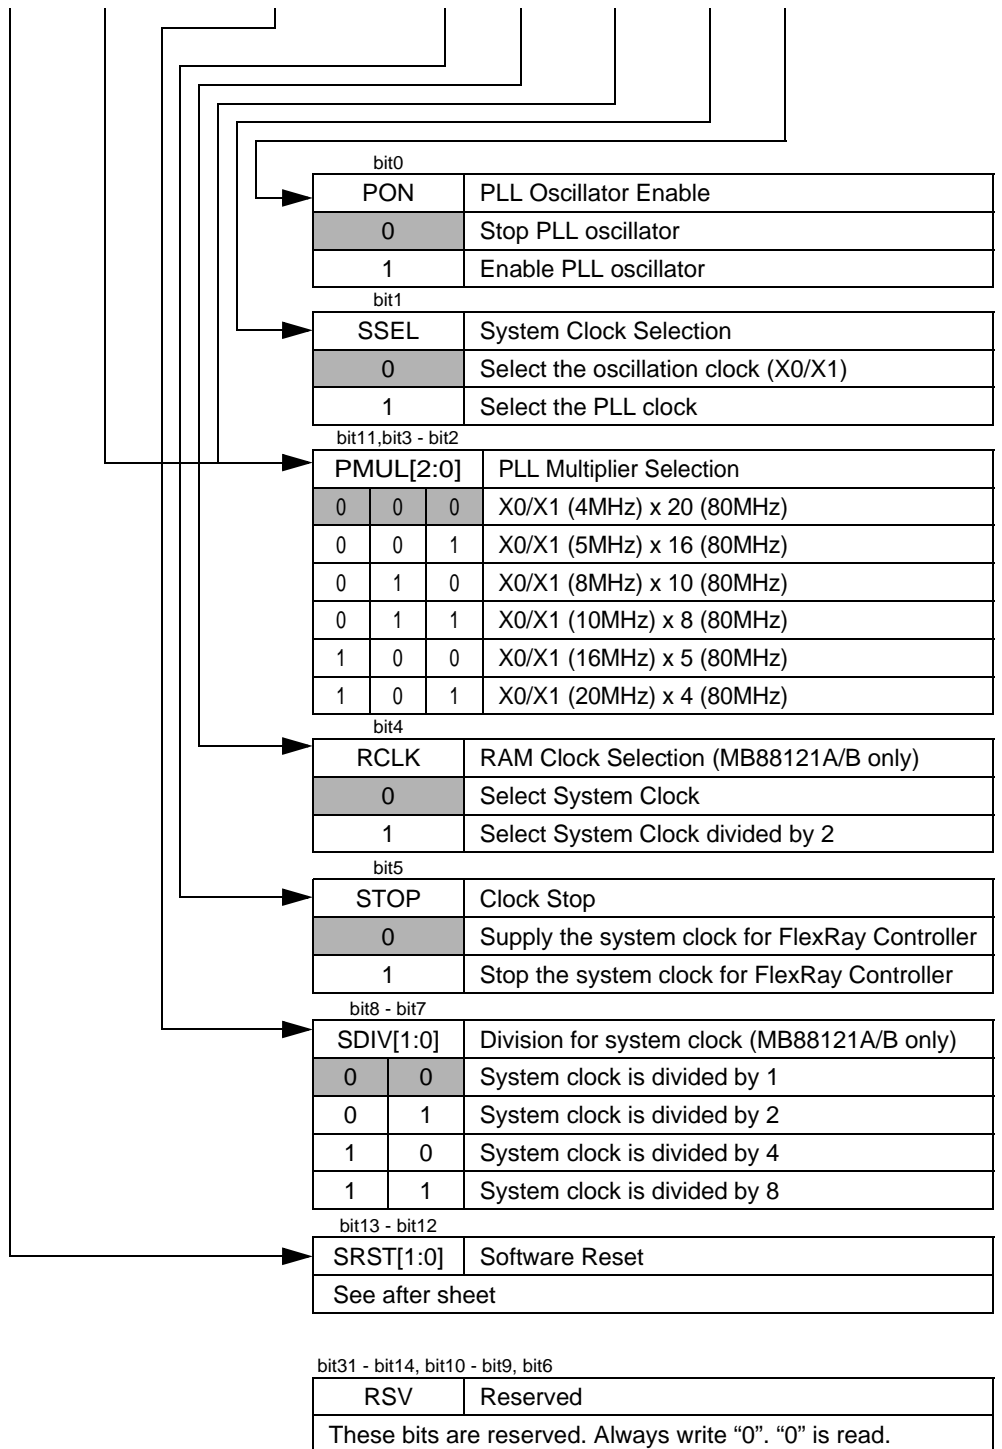 bit0
PON PLL Oscillator Enable
0 Stop PLL oscillator
1 Enable PLL oscillator
bit1
SSEL System Clock Selection
0 Select the oscillation clock (X0/X1)
1 Select the PLL clock
bit11,bit3 - bit2
PMUL[2:0] PLL Multiplier Selection
0 0 0 X0/X1 (4MHz) x 20 (80MHz)
0 0 1 X0/X1 (5MHz) x 16 (80MHz)
0 1 0 X0/X1 (8MHz) x 10 (80MHz)
0 1 1 X0/X1 (10MHz) x 8 (80MHz)
1 0 0 X0/X1 (16MHz) x 5 (80MHz)
1 0 1 X0/X1 (20MHz) x 4 (80MHz)
bit4
RCLK RAM Clock Selection (MB88121A/B only)
0 Select System Clock
1 Select System Clock divided by 2
bit5
STOP Clock Stop
0 Supply the system clock for FlexRay Controller
1 Stop the system clock for FlexRay Controller
bit8 - bit7
SDIV[1:0] Division for system clock (MB88121A/B only)
0 0 System clock is divided by 1
0 1 System clock is divided by 2
1 0 System clock is divided by 4
1 1 System clock is divided by 8
bit13 - bit12
SRST[1:0] Software Reset
See after sheet
bit31 - bit14, bit10 - bit9, bit6
RSV Reserved
These bits are reserved. Always write “0”. “0” is read.